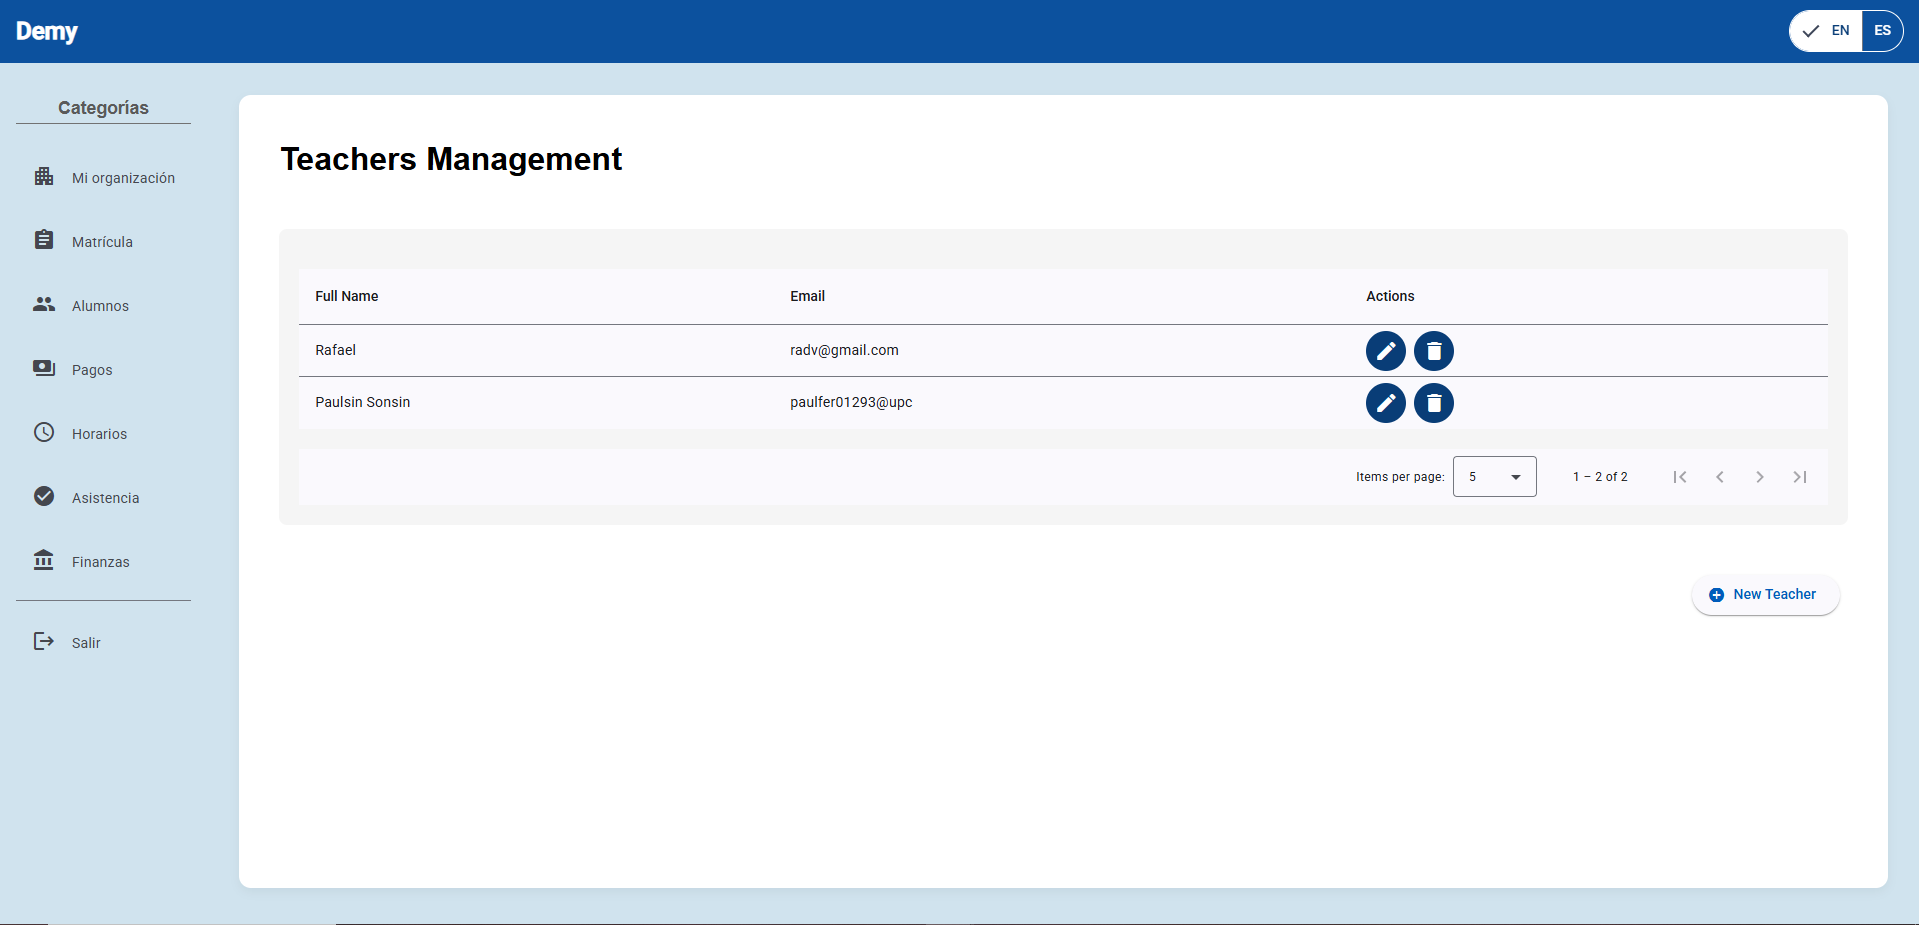 Demy
EN ES
Categorías
Mi organización
Matrícula
Alumnos
Pagos
Horarios
Asistencia
Finanzas
Salir
Teachers Management
Full Name Email Actions
Rafael radv@gmail.com
Paulsin Sonsin paulfer01293@upc
Items per page: 5 1 – 2 of 2
New Teacher